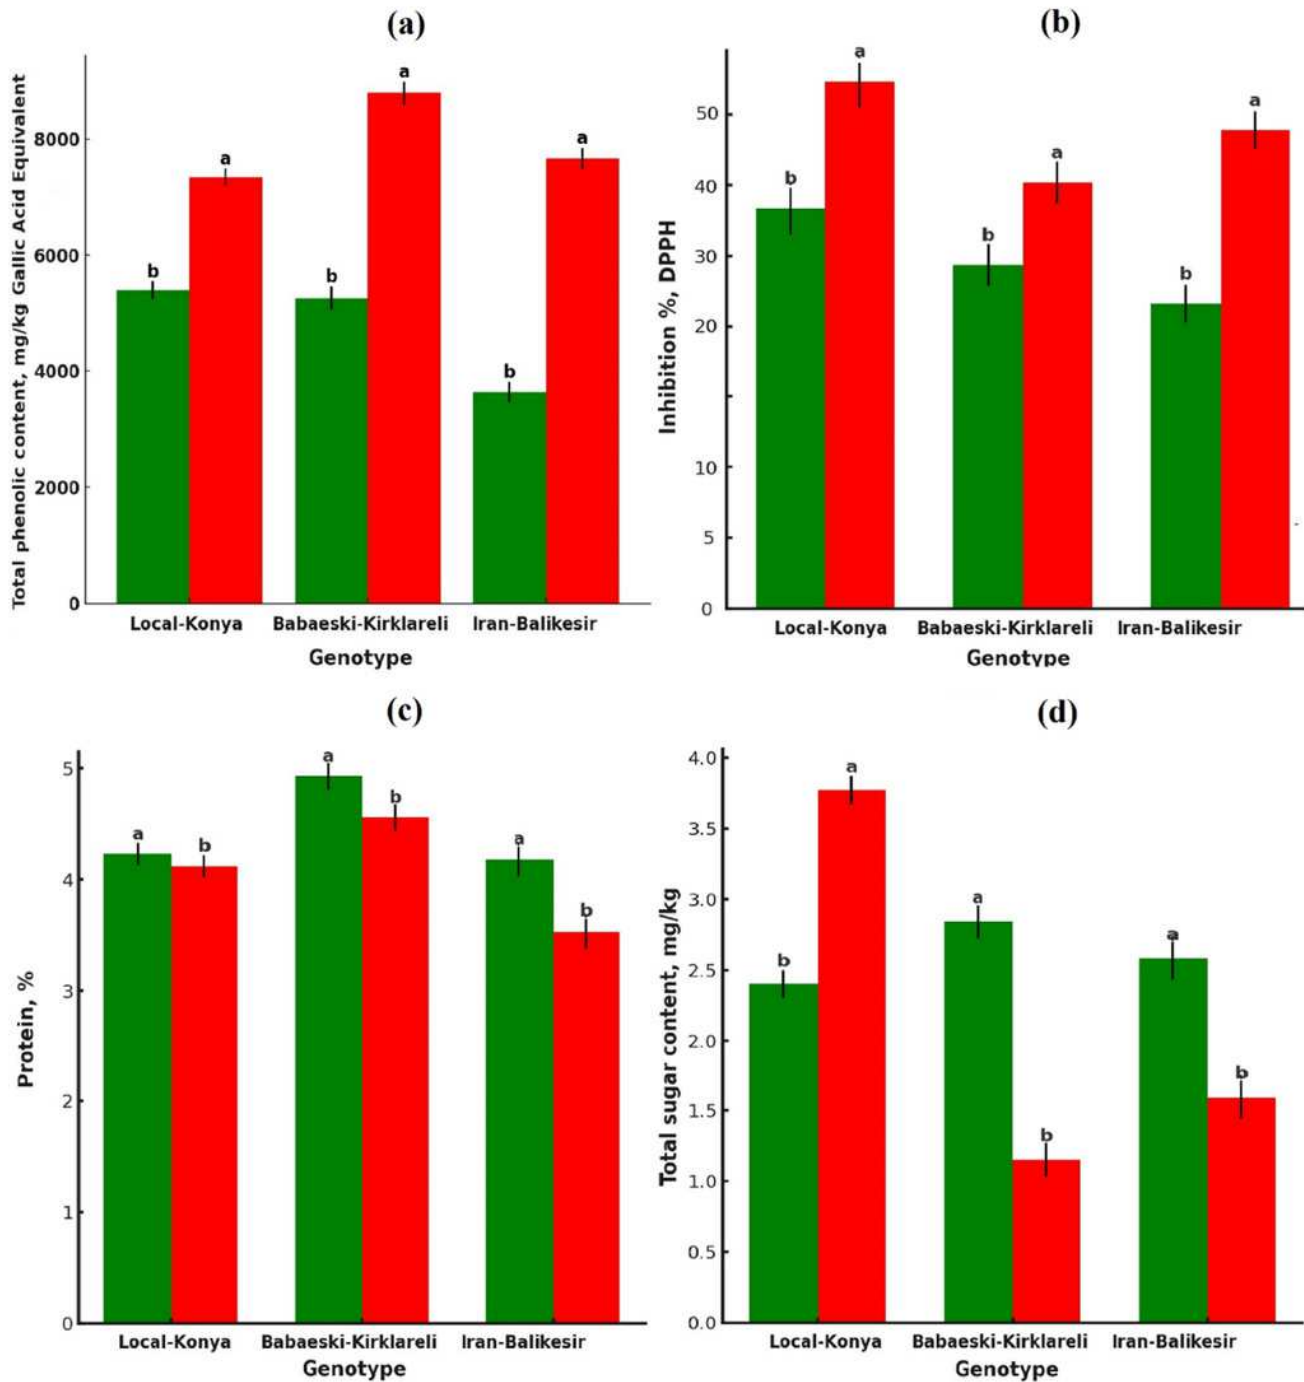 (a)
Total phenolic content, mg/kg Gallic Acid Equivalent
8000
6000
4000
2000
0
b
a
b
a
b
a
Local-Konya Babaeski-Kirklareli Iran-Balikesir
Genotype
(b)
Inhibition %, DPPH
50
40
30
20
10
5
0
b
a
b
a
b
a
Local-Konya Babaeski-Kirklareli Iran-Balikesir
Genotype
(c)
Protein, %
5
4
3
2
1
0
a
b
a
b
a
b
Local-Konya Babaeski-Kirklareli Iran-Balikesir
Genotype
(d)
Total sugar content, mg/kg
4.0
3.5
3.0
2.5
2.0
1.5
1.0
0.5
0.0
b
a
a
b
a
b
Local-Konya Babaeski-Kirklareli Iran-Balikesir
Genotype